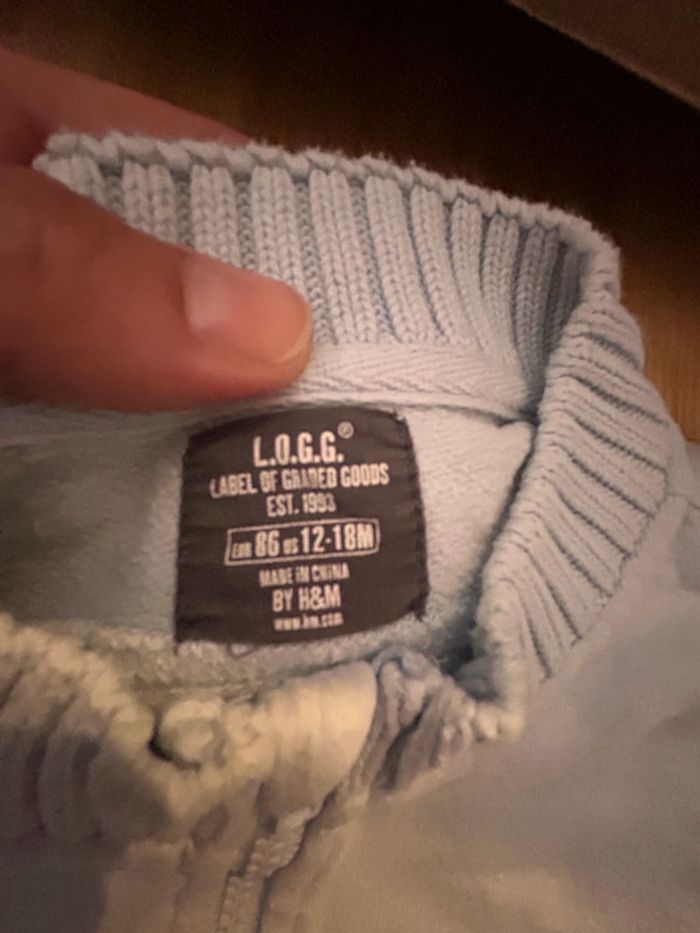 L.O.G.G.®
LABEL OF GRADED GOODS
EST. 1993
EUR 86 US 12-18M
MADE IN CHINA
BY H&M
www.hm.com